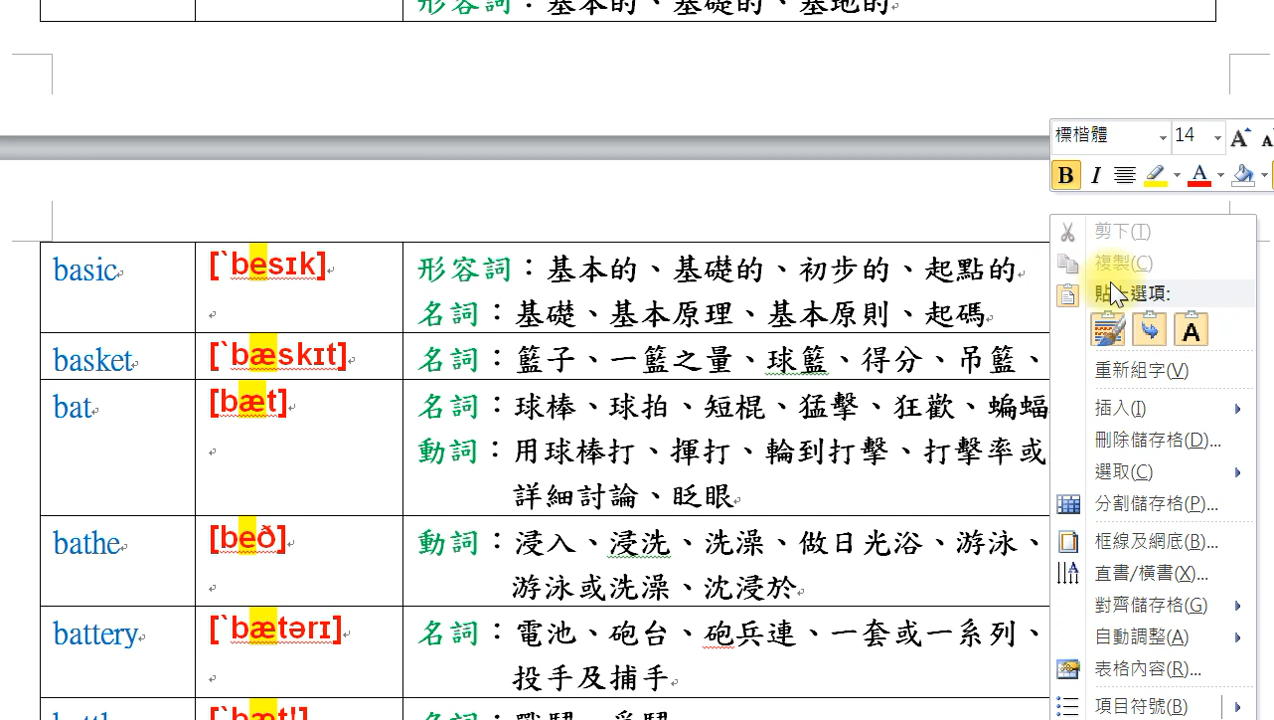 形容詞：基本的、基礎的、基地的
標楷體 14
B I A
basic [ˋbesɪk] 形容詞：基本的、基礎的、初步的、起點的
名詞：基礎、基本原理、基本原則、起碼
basket [ˋbæskɪt] 名詞：籃子、一籃之量、球籃、得分、吊籃、
bat [bæt] 名詞：球棒、球拍、短棍、猛擊、狂歡、蝙蝠
動詞：用球棒打、揮打、輪到打擊、打擊率或
詳細討論、眨眼
bathe [beð] 動詞：浸入、浸洗、洗澡、做日光浴、游泳、
游泳或洗澡、沈浸於
battery [ˋbætərɪ] 名詞：電池、砲台、砲兵連、一套或一系列、
投手及捕手
剪下(T)
複製(C)
貼上選項:
A
重新組字(V)
插入(I)
刪除儲存格(D)...
選取(C)
分割儲存格(P)...
框線及網底(B)...
直書/橫書(X)...
對齊儲存格(G)
自動調整(A)
表格內容(R)...
項目符號(B)